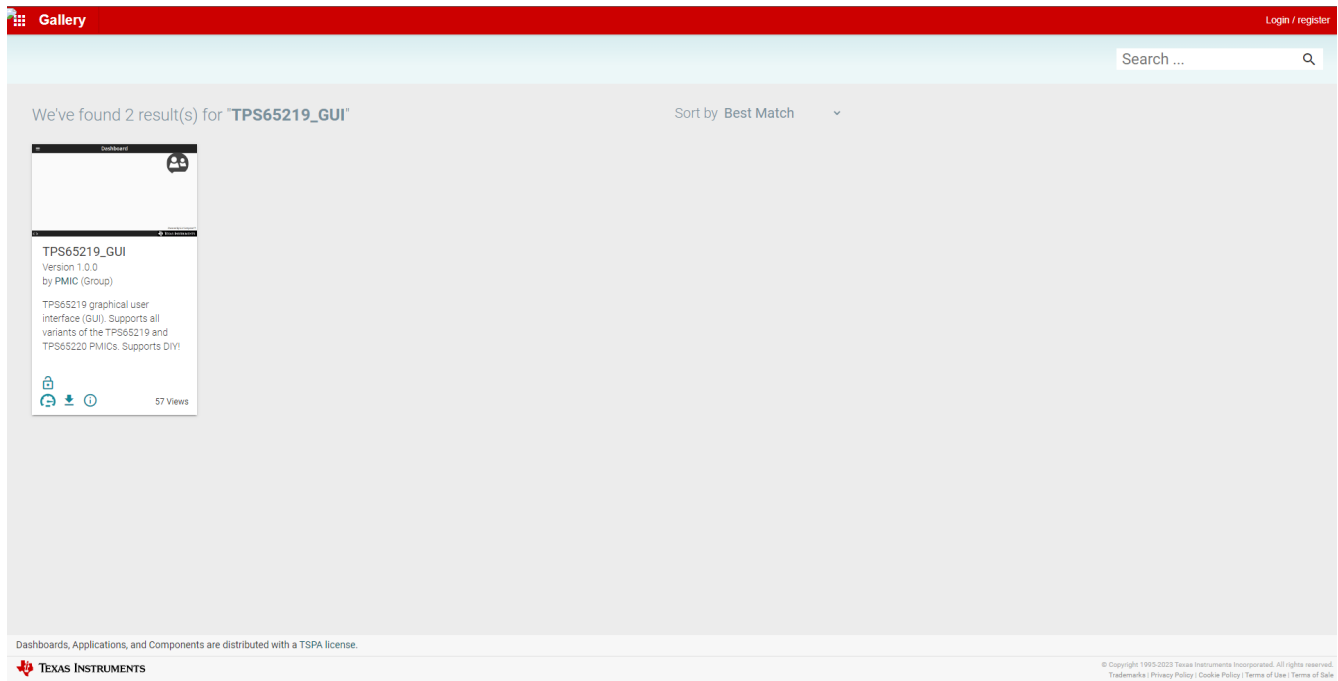 Gallery
Login / register
Search ...
We've found 2 result(s) for "TPS65219_GUI"
Sort by Best Match
Dashboard
TEXAS INSTRUMENTS
TPS65219_GUI
Version 1.0.0
by PMIC (Group)
TPS65219 graphical user
interface (GUI). Supports all
variants of the TPS65219 and
TPS65220 PMICs. Supports DIY!
57 Views
Dashboards, Applications, and Components are distributed with a TSPA license.
TEXAS INSTRUMENTS
© Copyright 1995-2023 Texas Instruments Incorporated. All rights reserved.
Trademarks | Privacy Policy | Cookie Policy | Terms of Use | Terms of Sale